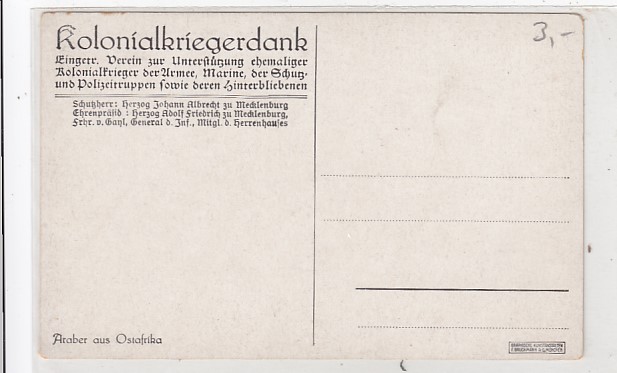 Kolonialkriegerdank
Eingetr. Verein zur Unterstützung ehemaliger
Kolonialkrieger der Armee, Marine, der Schutz-
und Polizeitruppen sowie deren Hinterbliebenen
Schutzherr: Herzog Johann Albrecht zu Mecklenburg
Ehrenpräsid : Herzog Adolf Friedrich zu Mecklenburg,
Frhr. v. Gayl, General d. Inf., Mitgl. d. Herrenhauses
3,-
Araber aus Ostafrika